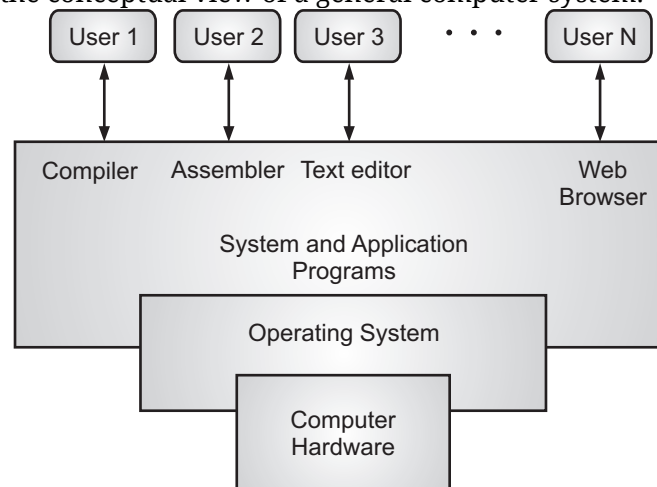 the conceptual view of a general computer system.
User 1 User 2 User 3 . . . User N
Compiler Assembler Text editor Web
Browser
System and Application
Programs
Operating System
Computer
Hardware